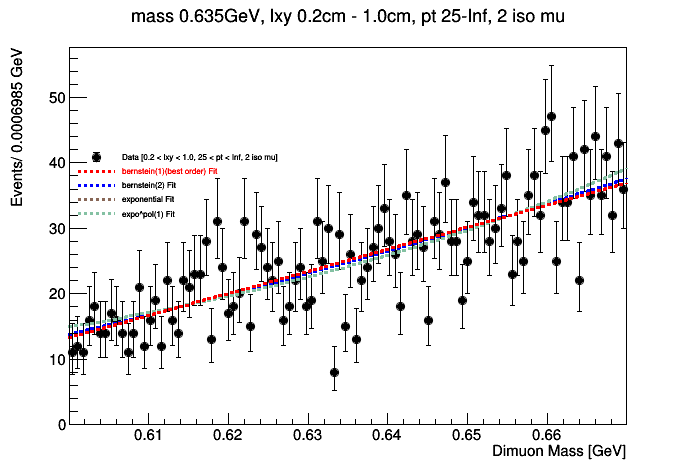 mass 0.635GeV, lxy 0.2cm - 1.0cm, pt 25-Inf, 2 iso mu
Events/ 0.0006985 GeV
50
40
30
20
10
0
Data [0.2 < lxy < 1.0, 25 < pt < Inf, 2 iso mu]
bernstein(1)(best order) Fit
bernstein(2) Fit
exponential Fit
expo*pol(1) Fit
0.61 0.62 0.63 0.64 0.65 0.66
Dimuon Mass [GeV]